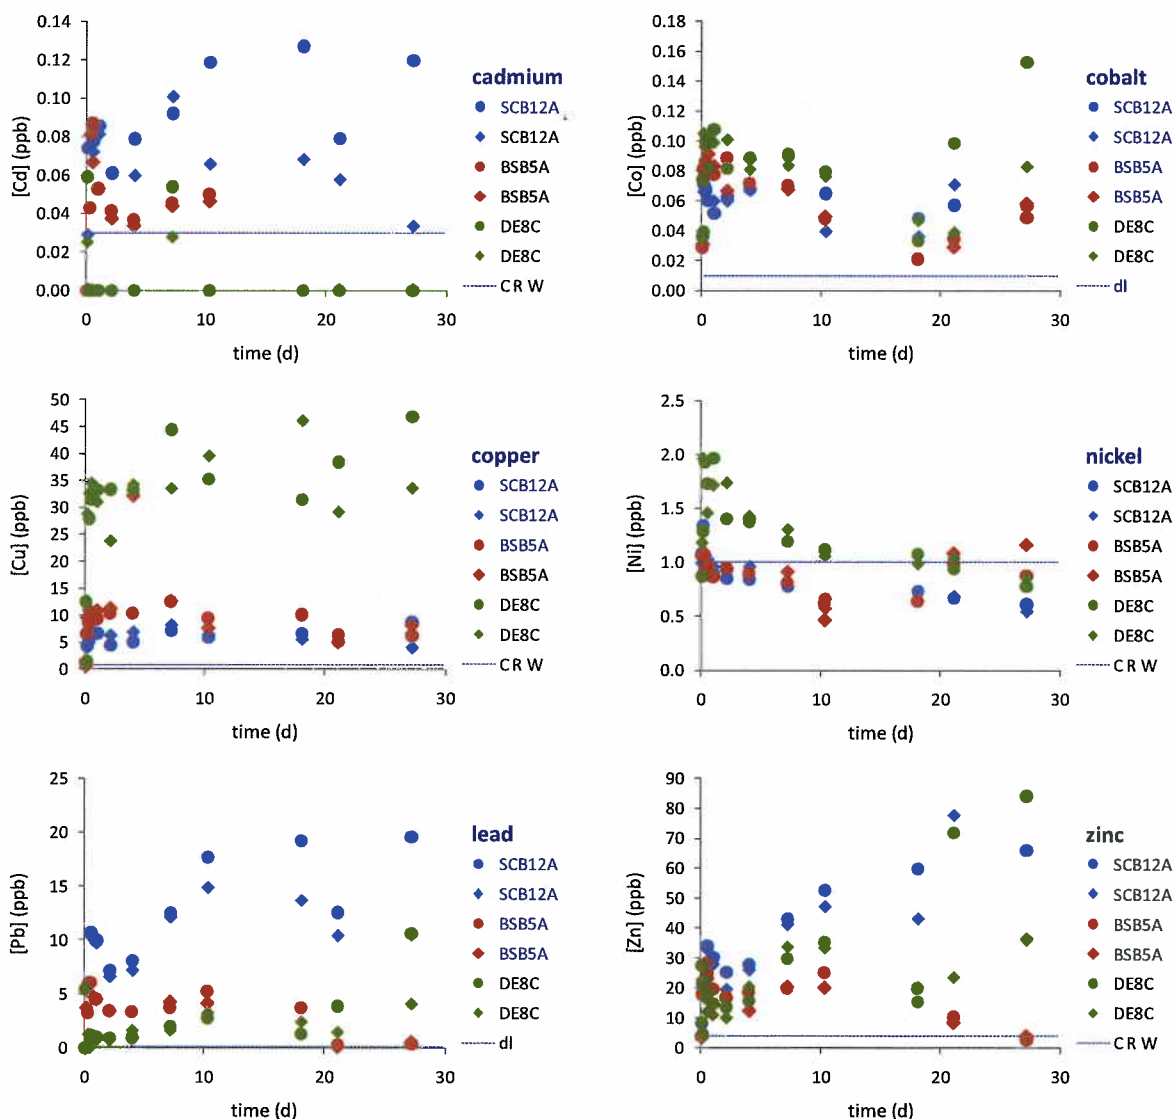 cadmium
[Cd] (ppb)
0.14
0.12
0.10
0.08
0.06
0.04
0.02
0.00
0 10 20 30
time (d)
SCB12A
SCB12A
BSB5A
BSB5A
DE8C
DE8C
CR W
cobalt
[Co] (ppb)
0.18
0.16
0.14
0.12
0.10
0.08
0.06
0.04
0.02
0.00
0 10 20 30
time (d)
SCB12A
SCB12A
BSB5A
BSB5A
DE8C
DE8C
dl
copper
[Cu] (ppb)
50
45
40
35
30
25
20
15
10
5
0
0 10 20 30
time (d)
SCB12A
SCB12A
BSB5A
BSB5A
DE8C
DE8C
CR W
nickel
[Ni] (ppb)
2.5
2.0
1.5
1.0
0.5
0.0
0 10 20 30
time (d)
SCB12A
SCB12A
BSB5A
BSB5A
DE8C
DE8C
CR W
lead
[Pb] (ppb)
25
20
15
10
5
0
0 10 20 30
time (d)
SCB12A
SCB12A
BSB5A
BSB5A
DE8C
DE8C
dl
zinc
[Zn] (ppb)
90
80
70
60
50
40
30
20
10
0
0 10 20 30
time (d)
SCB12A
SCB12A
BSB5A
BSB5A
DE8C
DE8C
CR W